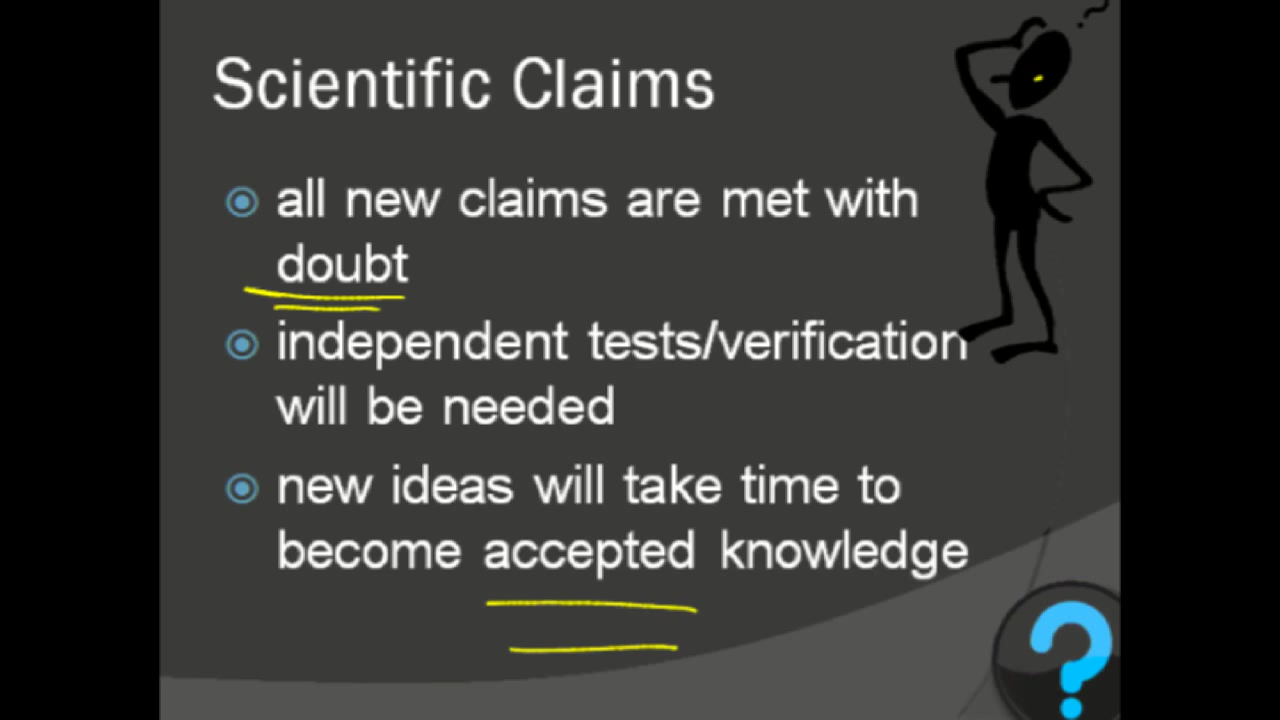 Scientific Claims
all new claims are met with
doubt
independent tests/verification
will be needed
new ideas will take time to
become accepted knowledge
?